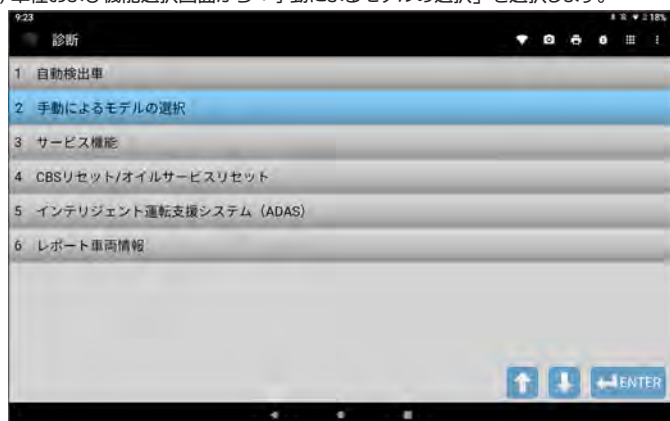 車種および機能選択画面から「手動によるモデルの選択」を選択します。
9:23
18%
診断
1 自動検出車
2 手動によるモデルの選択
3 サービス機能
4 CBSリセット/オイルサービスリセット
5 インテリジェント運転支援システム（ADAS）
6 レポート車両情報
ENTER